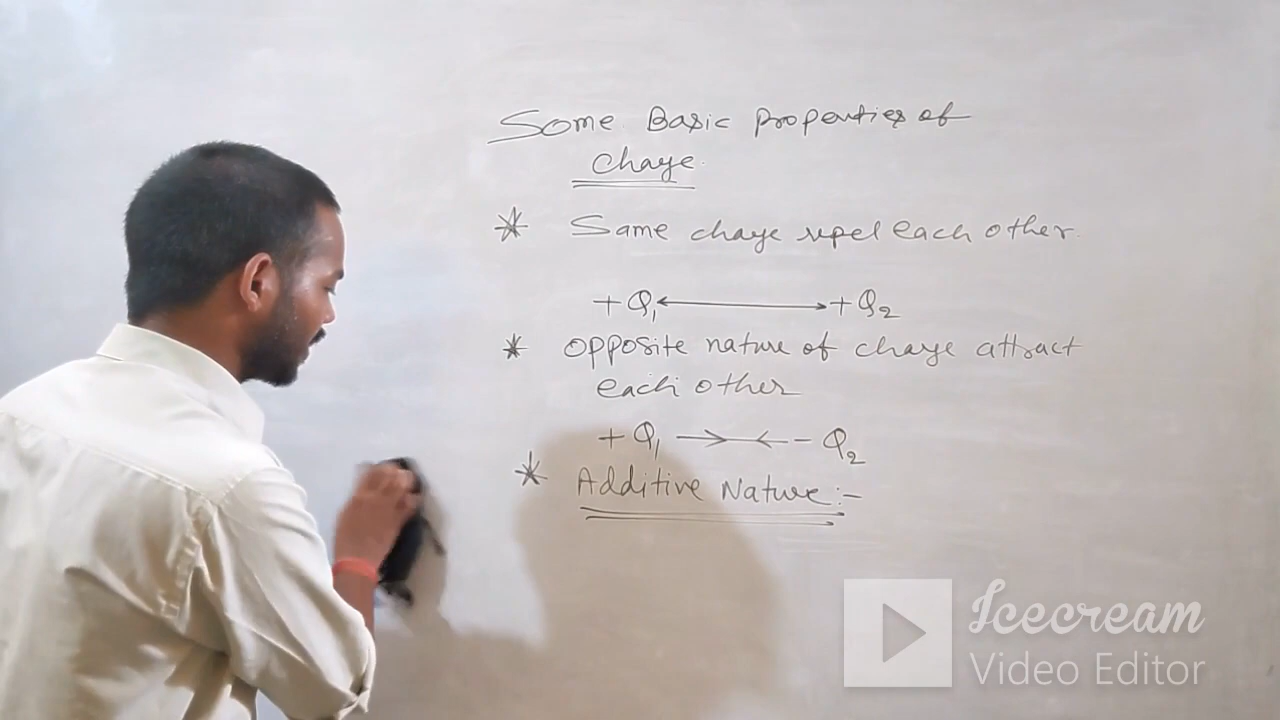 Some Basic Properties of
Charge.
* Same charge repel each other.
+Q₁ ⟷ +Q₂
* opposite nature of charge attract
each other
+Q₁ →← -Q₂
* Additive Nature:-
Icecream
Video Editor